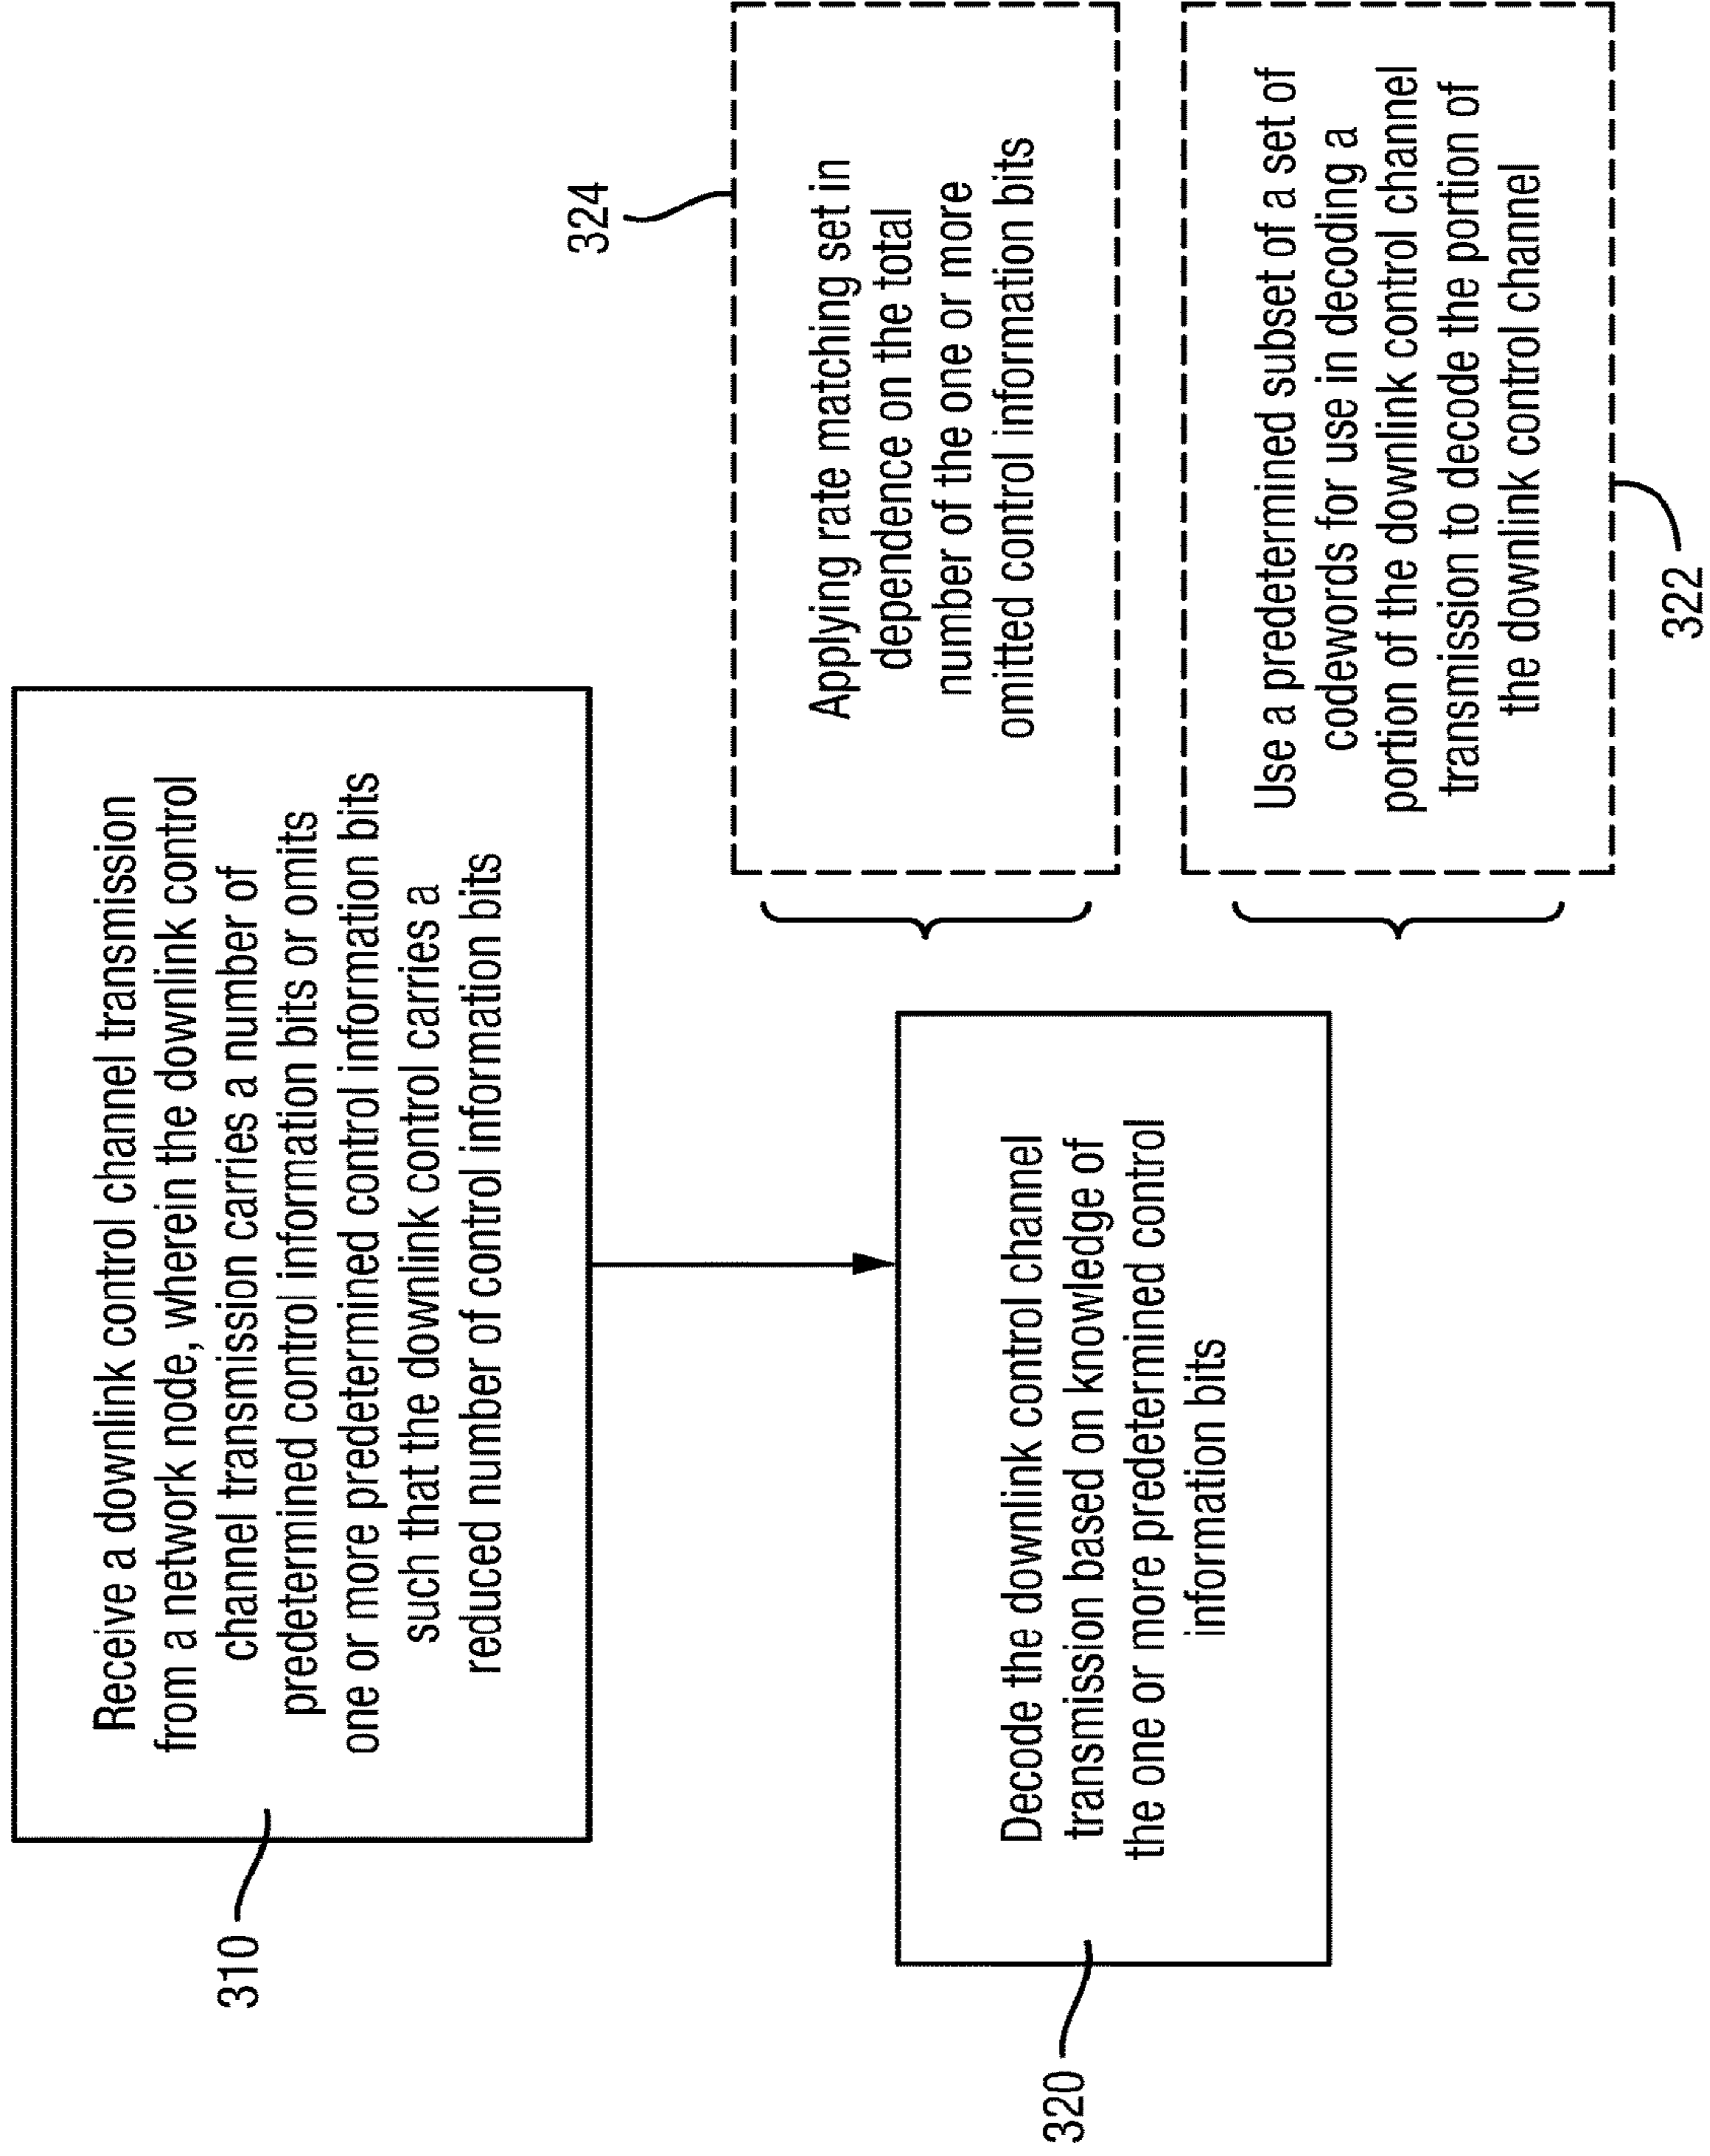 310
Receive a downlink control channel transmission
from a network node, wherein the downlink control
channel transmission carries a number of
predetermined control information bits or omits
one or more predetermined control information bits
such that the downlink control carries a
reduced number of control information bits
320
Decode the downlink control channel
transmission based on knowledge of
the one or more predetermined control
information bits
324
Applying rate matching set in
dependence on the total
number of the one or more
omitted control information bits
Use a predetermined subset of a set of
codewords for use in decoding a
portion of the downlink control channel
transmission to decode the portion of
the downlink control channel
322